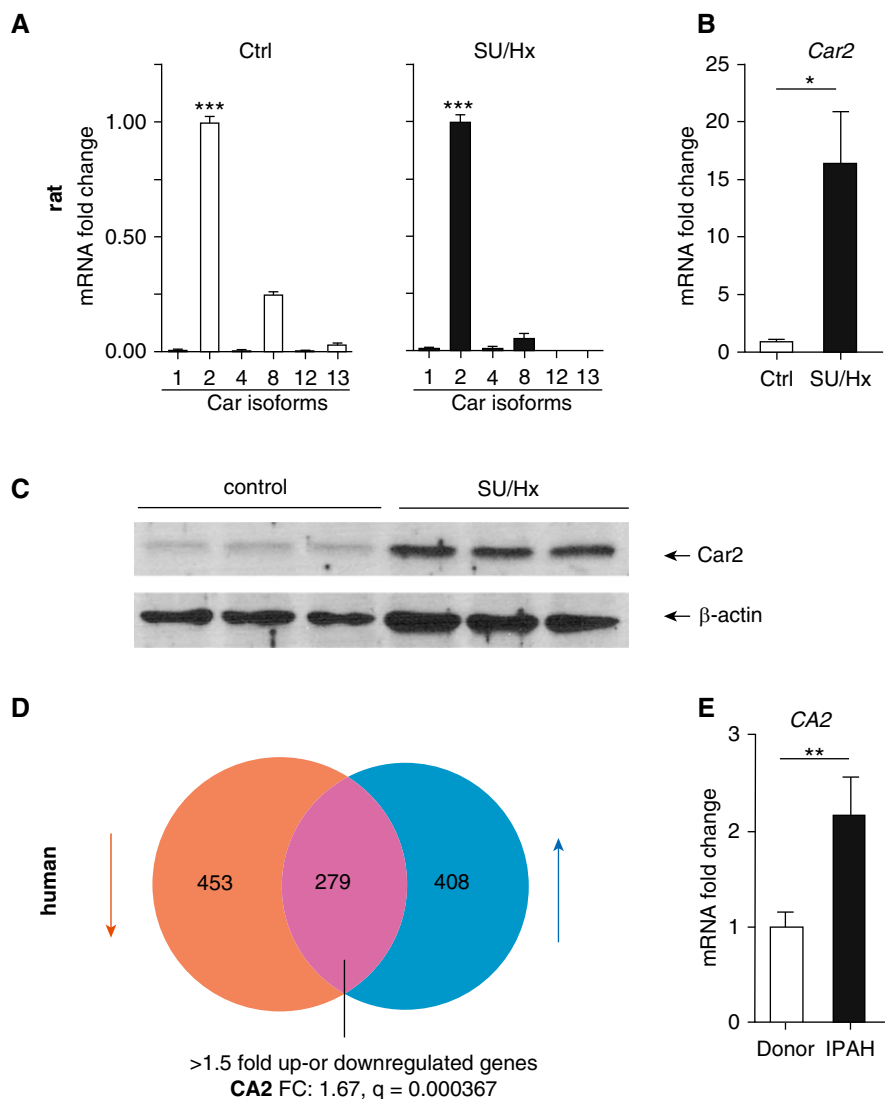 A
Ctrl
SU/Hx
rat
mRNA fold change
1.00
0.50
0.00
***
***
1 2 4 8 12 13
1 2 4 8 12 13
Car isoforms
Car isoforms
B
Car2
mRNA fold change
25
20
15
10
5
0
*
Ctrl SU/Hx
C
control
SU/Hx
Car2
β-actin
D
human
453
279
408
>1.5 fold up-or downregulated genes
CA2 FC: 1.67, q = 0.000367
E
CA2
mRNA fold change
3
2
1
0
**
Donor IPAH